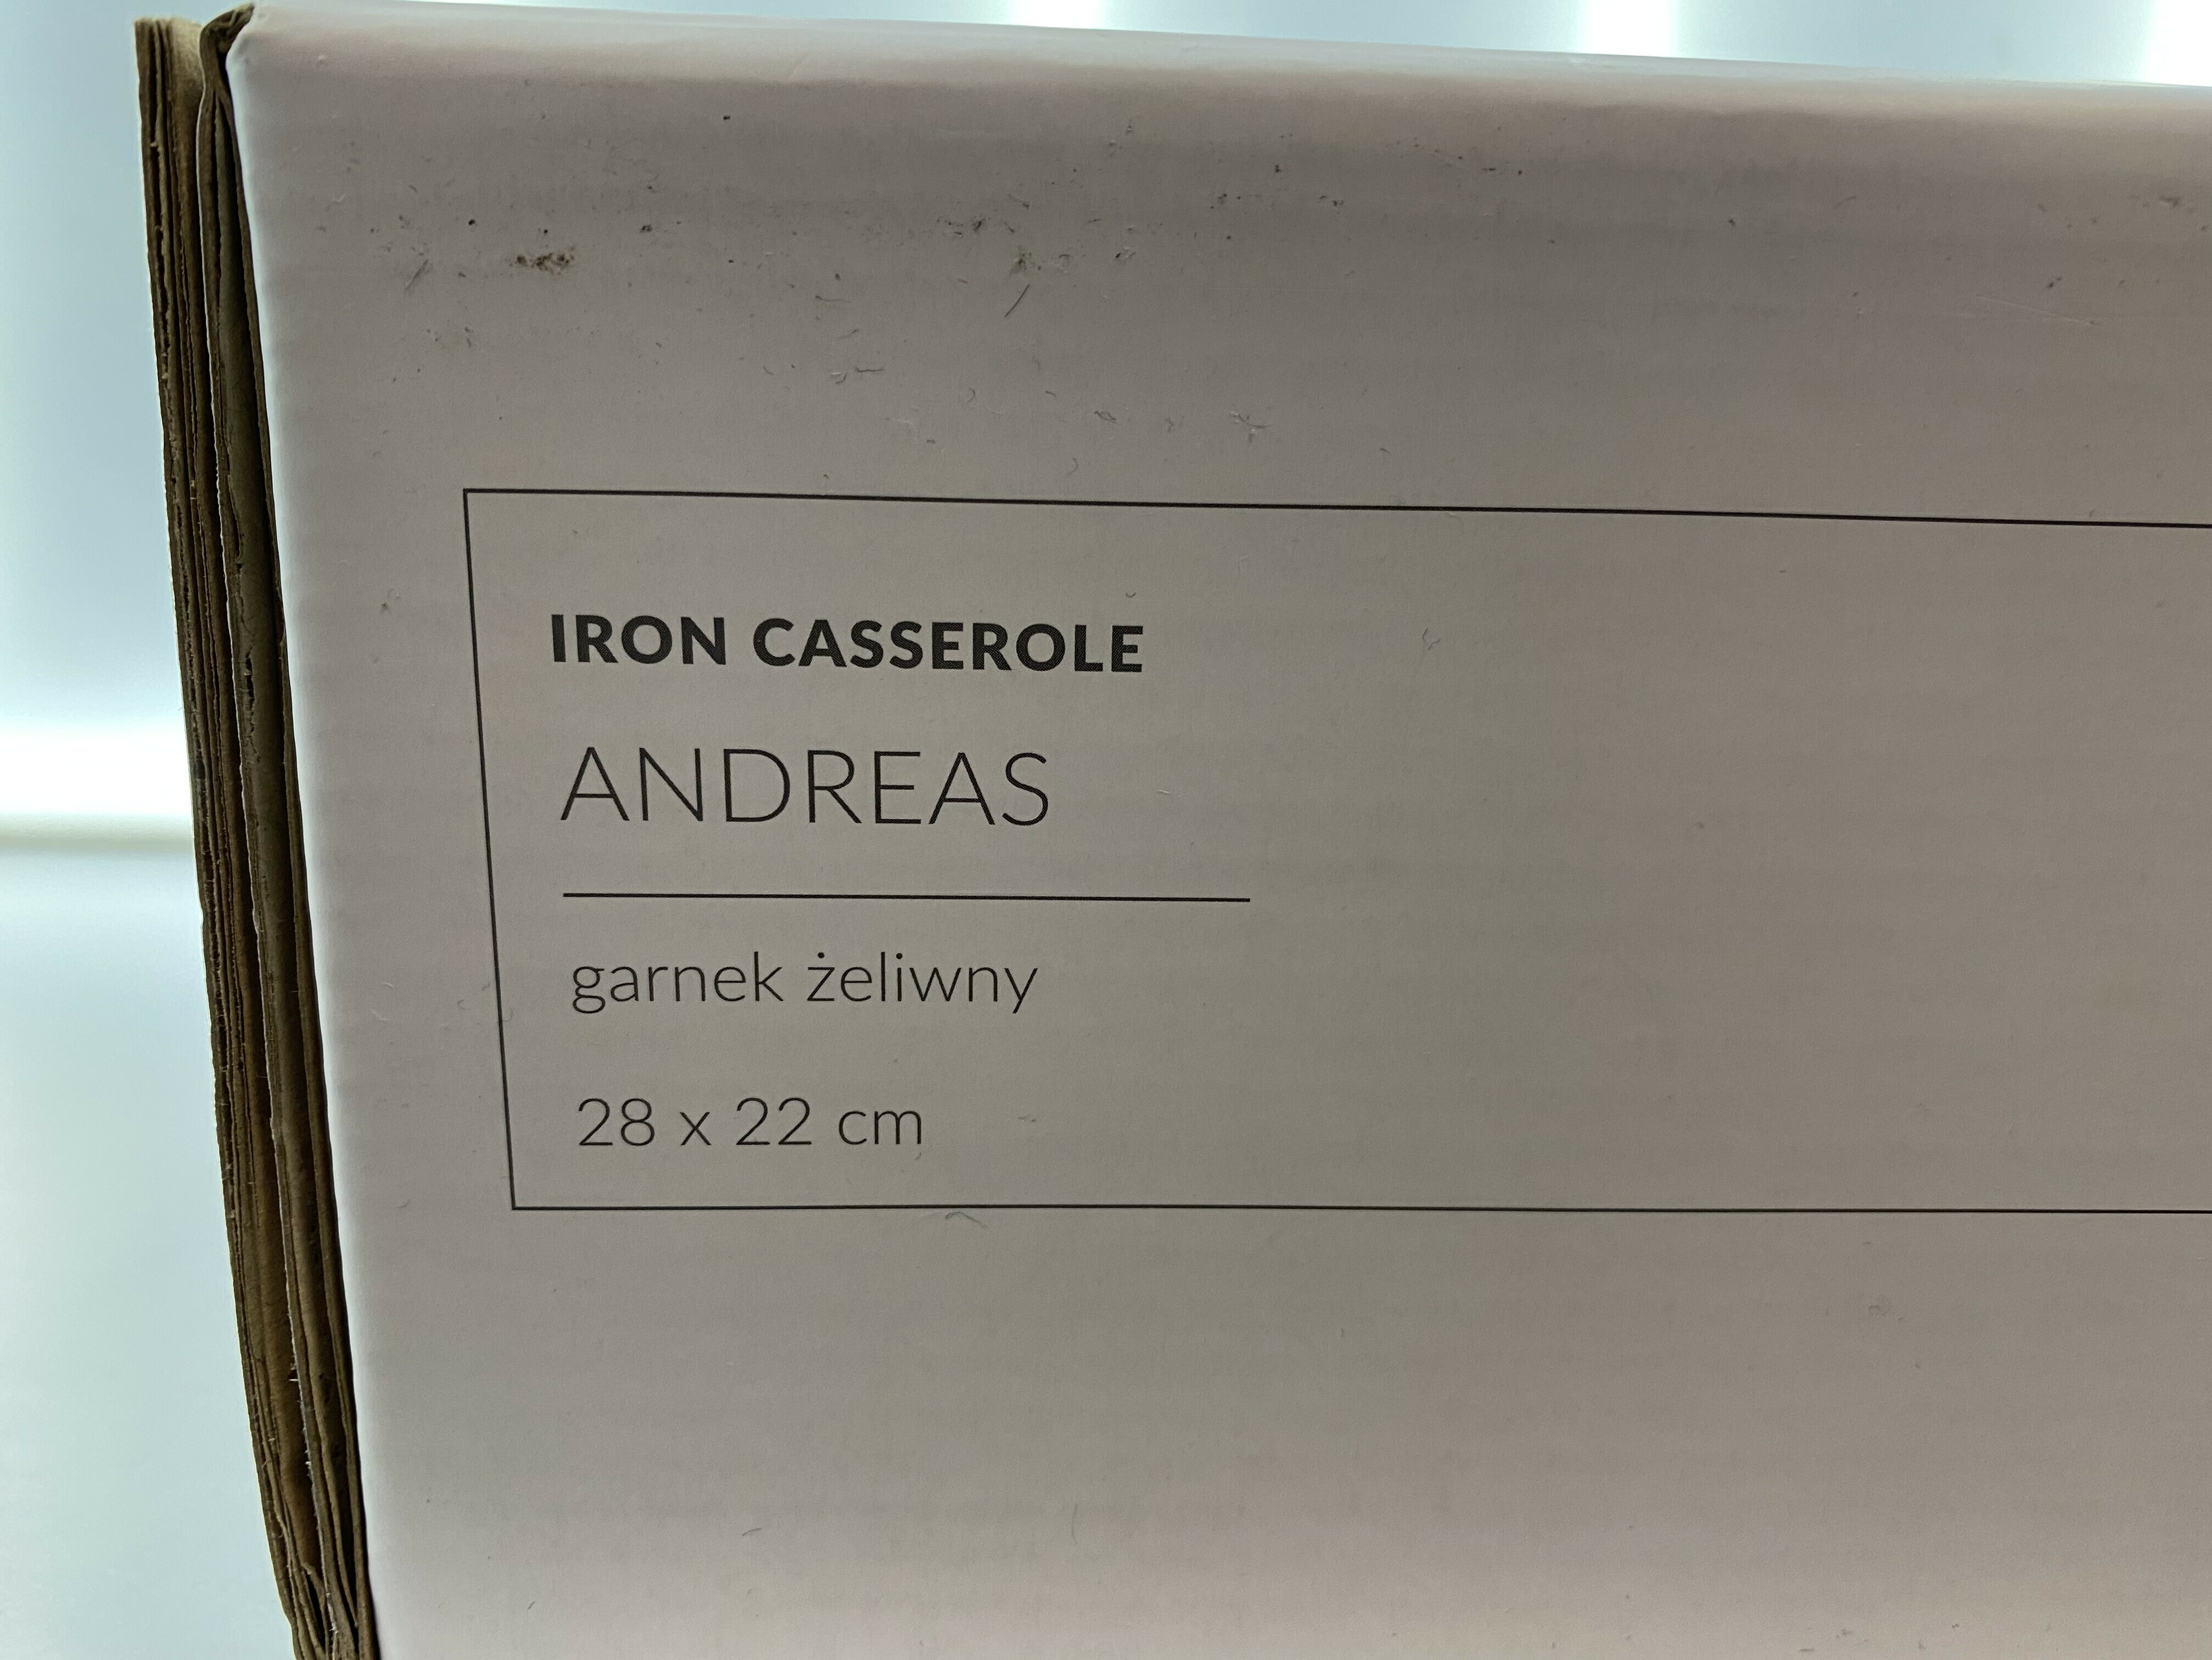 IRON CASSEROLE
ANDREAS
garnek żeliwny
28 x 22 cm